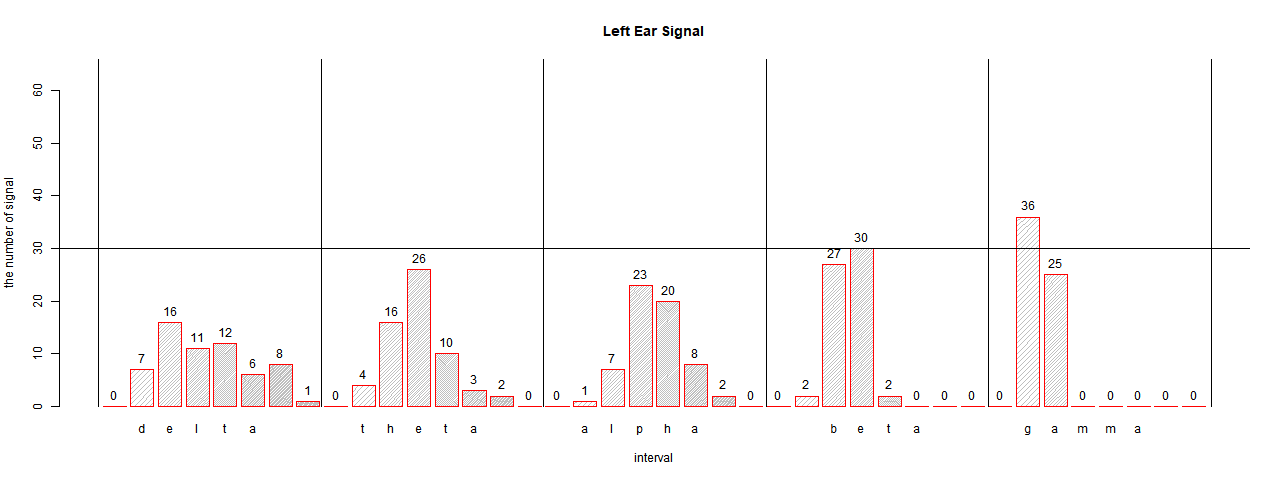 Left Ear Signal
the number of signal
60
50
40
30
20
10
0
0 7 16 11 12 6 8 1 0 4 16 26 10 3 2 0 0 1 7 23 20 8 2 0 0 2 27 30 2 0 0 0 0 36 25 0 0 0 0 0
d e l t a t h e t a a l p h a b e t a g a m m a
interval